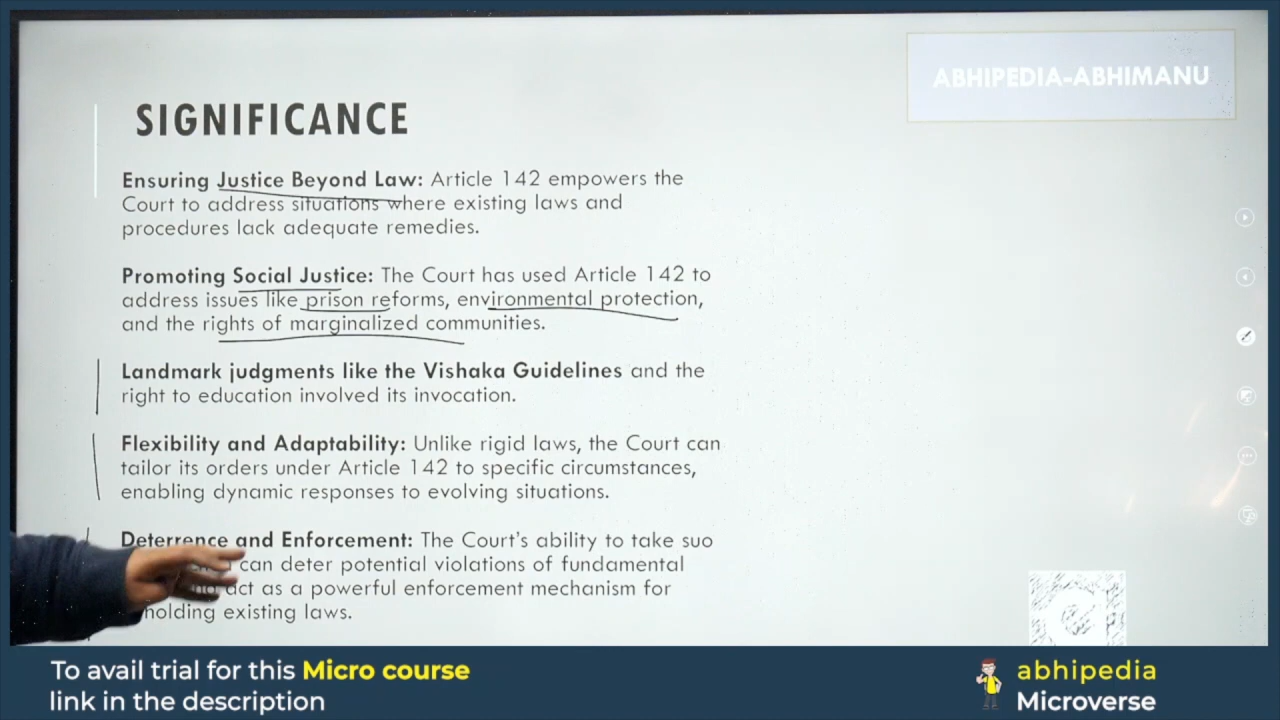 ABHIPEDIA-ABHIMANU
SIGNIFICANCE
Ensuring Justice Beyond Law: Article 142 empowers the
Court to address situations where existing laws and
procedures lack adequate remedies.
Promoting Social Justice: The Court has used Article 142 to
address issues like prison reforms, environmental protection,
and the rights of marginalized communities.
Landmark judgments like the Vishaka Guidelines and the
right to education involved its invocation.
Flexibility and Adaptability: Unlike rigid laws, the Court can
tailor its orders under Article 142 to specific circumstances,
enabling dynamic responses to evolving situations.
Deterrence and Enforcement: The Court's ability to take suo
can deter potential violations of fundamental
act as a powerful enforcement mechanism for
holding existing laws.
To avail trial for this Micro course
link in the description
abhipedia
Microverse